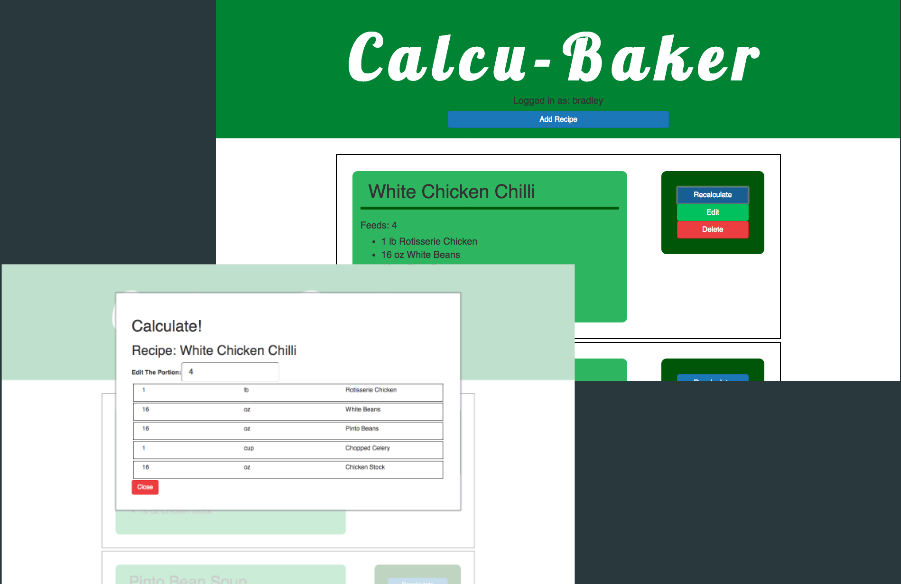 Calcu-Baker
Logged in as: bradley
Add Recipe
White Chicken Chilli
Feeds: 4
1 lb Rotisserie Chicken
16 oz White Beans
Recalculate
Edit
Delete
Calculate!
Recipe: White Chicken Chilli
Edit The Portion: 4
1 lb Rotisserie Chicken
16 oz White Beans
16 oz Pinto Beans
1 cup Chopped Celery
16 oz Chicken Stock
Close
Pinto Bean Soup